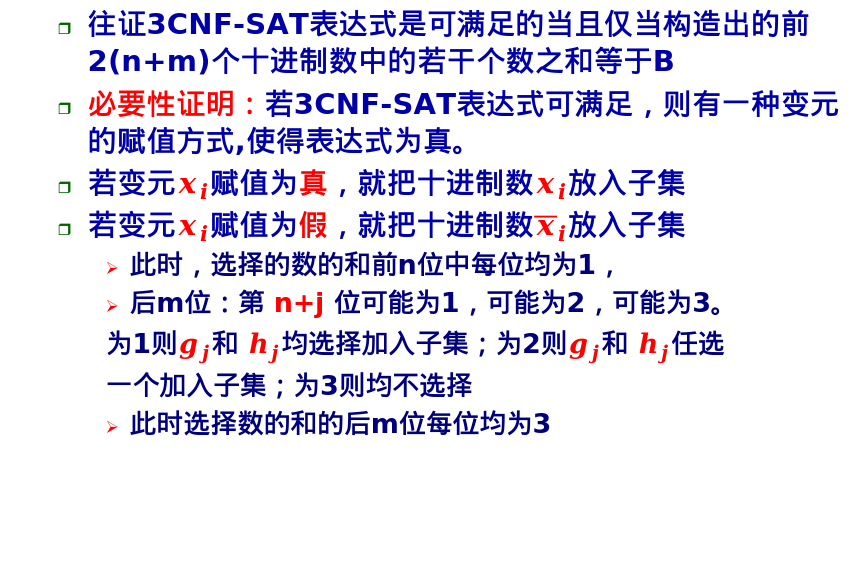 往证3CNF-SAT表达式是可满足的当且仅当构造出的前
2(n+m)个十进制数中的若干个数之和等于B
必要性证明：若3CNF-SAT表达式可满足，则有一种变元
的赋值方式,使得表达式为真。
若变元xᵢ赋值为真，就把十进制数xᵢ放入子集
若变元xᵢ赋值为假，就把十进制数x̅ᵢ放入子集
此时，选择的数的和前n位中每位均为1，
后m位：第 n+j 位可能为1，可能为2，可能为3。
为1则gⱼ和 hⱼ均选择加入子集；为2则gⱼ和 hⱼ任选
一个加入子集；为3则均不选择
此时选择数的和的后m位每位均为3